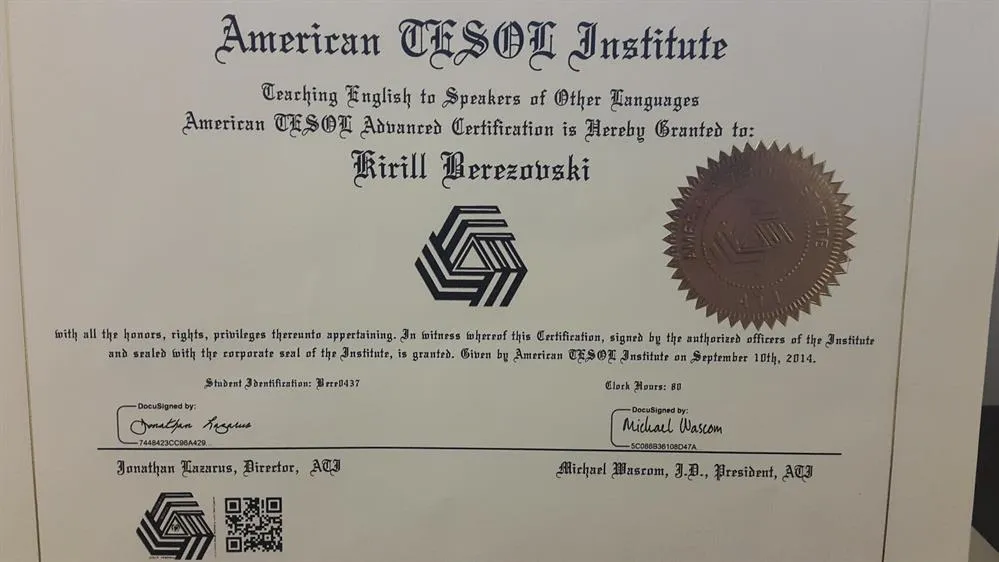 American TESOL Institute
Teaching English to Speakers of Other Languages
American TESOL Advanced Certification is Hereby Granted to:
Kirill Berezovski
with all the honors, rights, privileges thereunto appertaining. In witness whereof this Certification, signed by the authorized officers of the Institute
and sealed with the corporate seal of the Institute, is granted. Given by American TESOL Institute on September 10th, 2014.
Student Identification: Bere0437
Clock Hours: 80
DocuSigned by:
Jonathan Lazarus
7448423CC98A429...
DocuSigned by:
Michael Wascom
5C088B36108D47A...
Jonathan Lazarus, Director, ATI
Michael Wascom, J.D., President, ATI
ATI